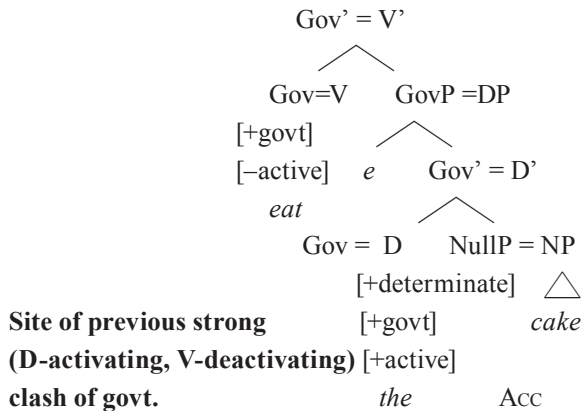 Gov’ = V’
Gov=V GovP =DP
[+govt]
[–active] e Gov’ = D’
eat
Gov = D NullP = NP
[+determinate]
Site of previous strong [+govt] cake
(D-activating, V-deactivating) [+active]
clash of govt. the Acc